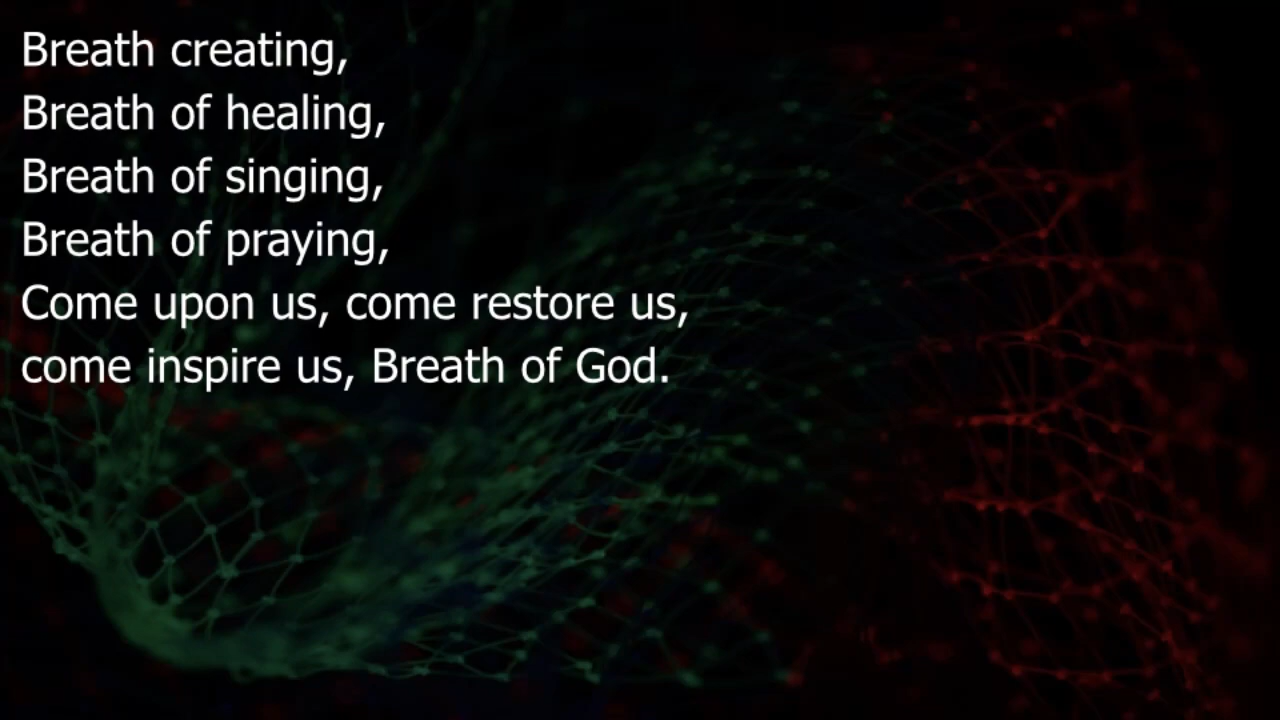 Breath creating,
Breath of healing,
Breath of singing,
Breath of praying,
Come upon us, come restore us,
come inspire us, Breath of God.